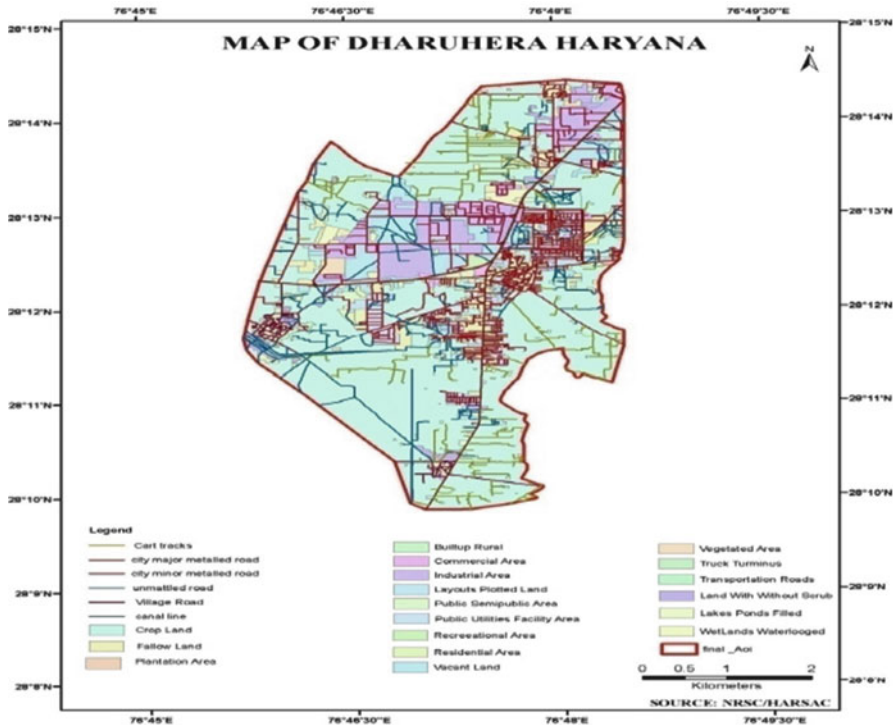 76°45'E 76°46'30"E 76°48'E 76°49'30"E
MAP OF DHARUHERA HARYANA
N
28°15'N 28°15'N
28°14'N 28°14'N
28°13'N 28°13'N
28°12'N 28°12'N
28°11'N 28°11'N
28°10'N 28°10'N
28°9'N 28°9'N
28°8'N 28°8'N
Legend
Cart tracks
city major metalled road
city minor metalled road
unmattled road
Village Road
canal line
Crop Land
Fallow Land
Plantation Area
Builtup Rural
Commercial Area
Industrial Area
Layouts Plotted Land
Public Semipublic Area
Public Utilities Facility Area
Recreeational Area
Residential Area
Vacant Land
Vegetated Area
Truck Turminus
Transportation Roads
Land With Without Scrub
Lakes Ponds Filled
WetLands Waterlooged
final _Aoi
0 0.5 1 2
Kilometers
SOURCE: NRSC/HARSAC
76°45'E 76°46'30"E 76°48'E 76°49'30"E